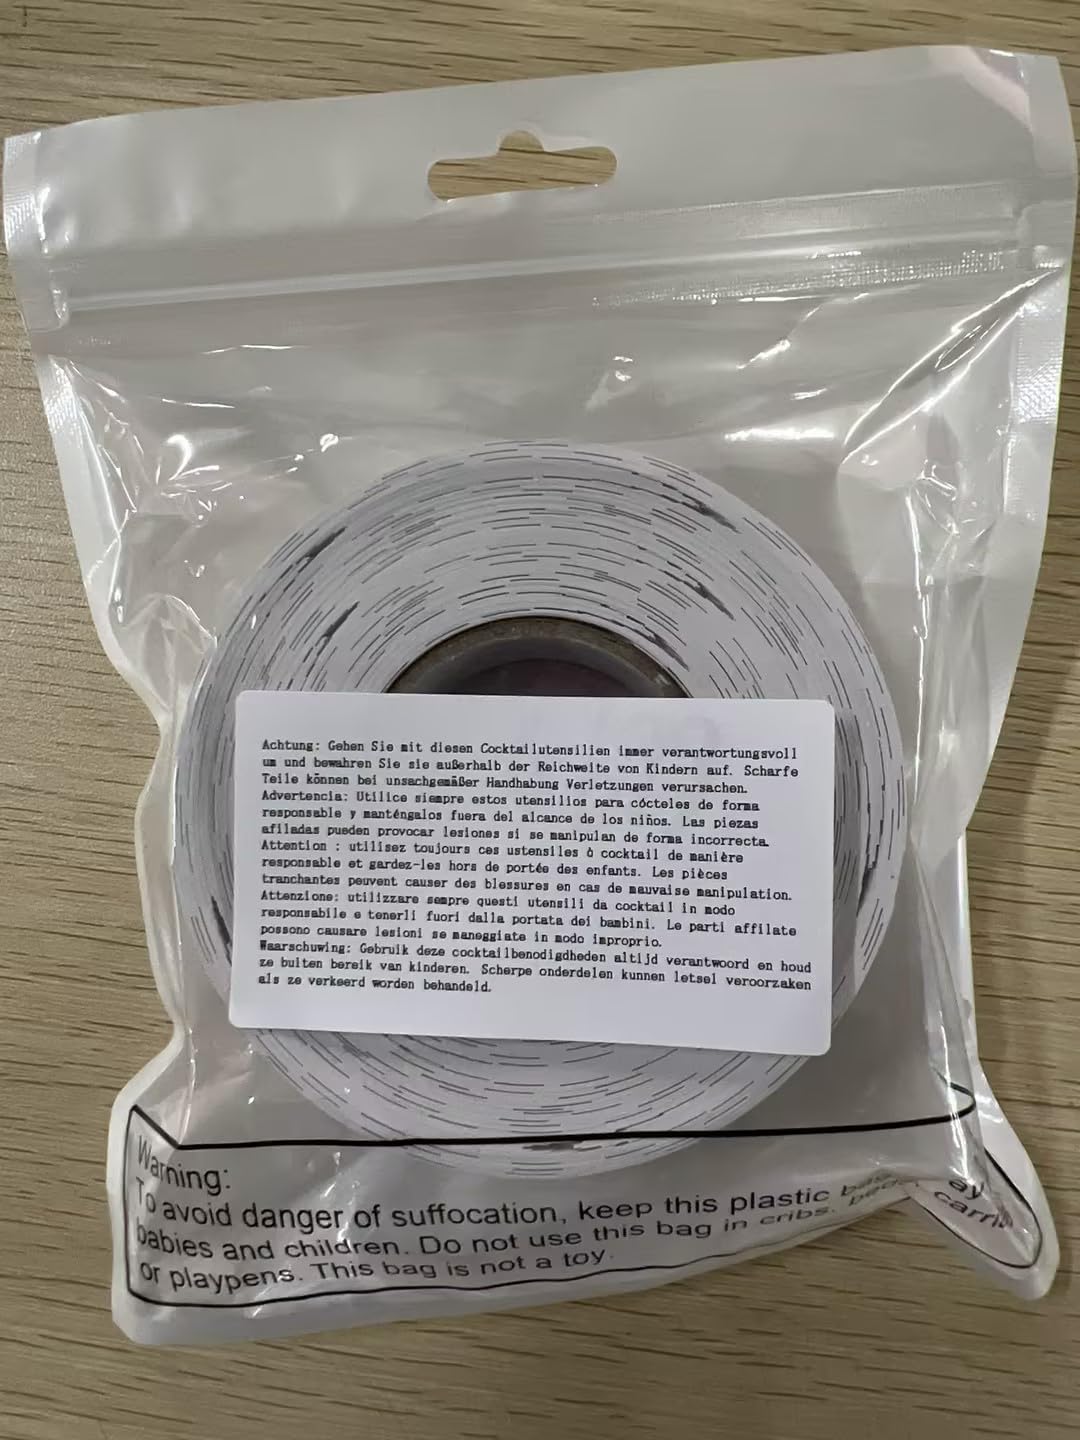 Achtung: Gehen Sie mit diesen Cocktailutensilien immer verantwortungsvoll
um und bewahren Sie sie außerhalb der Reichweite von Kindern auf. Scharfe
Teile können bei unsachgemäßer Handhabung Verletzungen verursachen.
Advertencia: Utilice siempre estos utensilios para cócteles de forma
responsable y manténgalos fuera del alcance de los niños. Las piezas
afiladas pueden provocar lesiones si se manipulan de forma incorrecta.
Attention : utilisez toujours ces ustensiles à cocktail de manière
responsable et gardez-les hors de portée des enfants. Les pièces
tranchantes peuvent causer des blessures en cas de mauvaise manipulation.
Attenzione: utilizzare sempre questi utensili da cocktail in modo
responsabile e tenerli fuori dalla portata dei bambini. Le parti affilate
possono causare lesioni se maneggiate in modo improprio.
Waarschuwing: Gebruik deze cocktailbenodigdheden altijd verantwoord en houd
ze buiten bereik van kinderen. Scherpe onderdelen kunnen letsel veroorzaken
als ze verkeerd worden behandeld.
Warning:
To avoid danger of suffocation, keep this plastic
babies and children. Do not use this bag in cribs.
or playpens. This bag is not a toy.